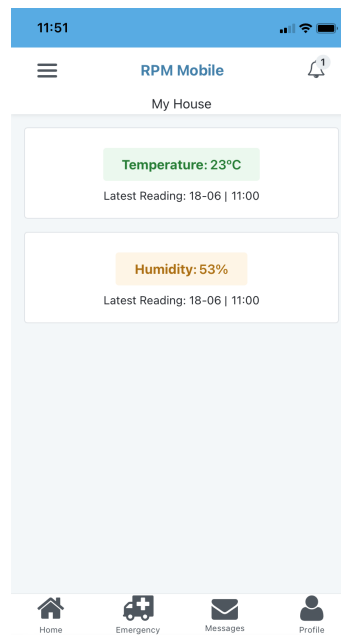 11:51
RPM Mobile
1
My House
Temperature: 23ºC
Latest Reading: 18-06 | 11:00
Humidity: 53%
Latest Reading: 18-06 | 11:00
Home Emergency Messages Profile